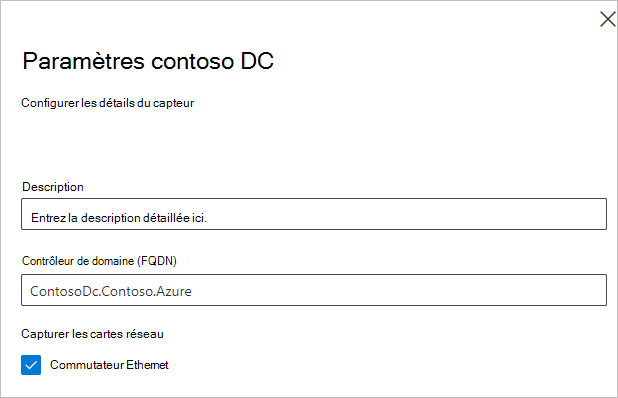 Paramètres contoso DC
Configurer les détails du capteur
Description
Entrez la description détaillée ici.
Contrôleur de domaine (FQDN)
ContosoDc.Contoso.Azure
Capturer les cartes réseau
Commutateur Ethernet